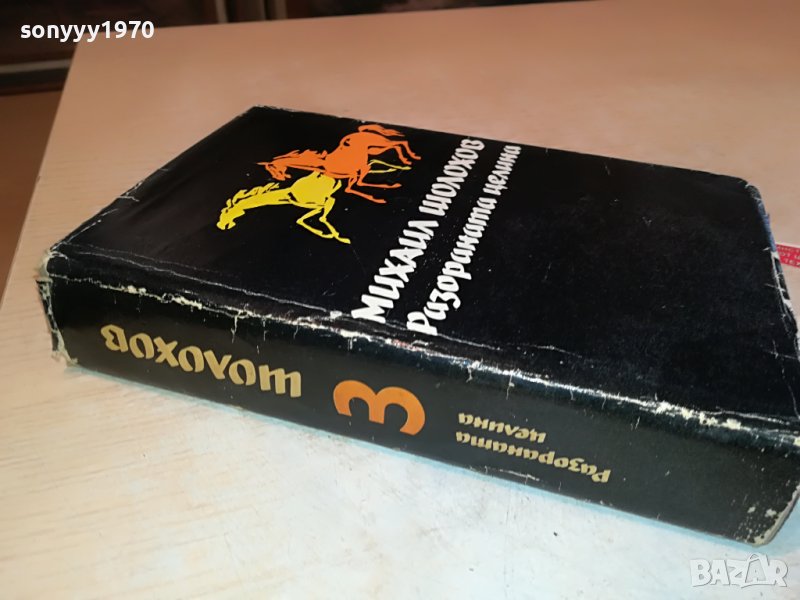 sonyyy1970
Михаил Шолохов
Разораната целина
Шолохов
3
Разораната
целина
BAZAR